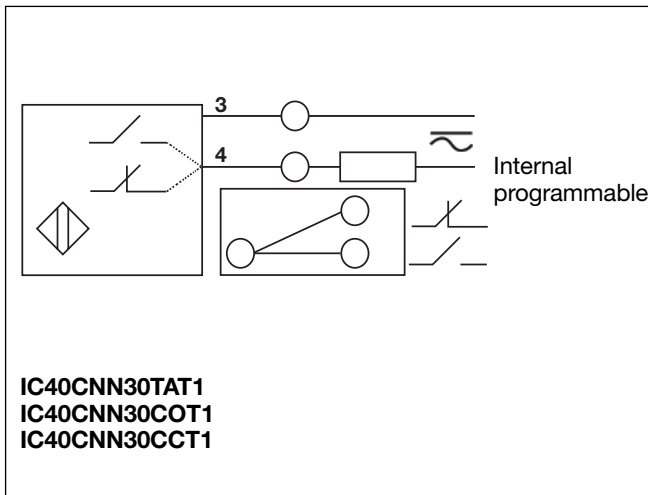 3
4
Internal
programmable
IC40CNN30TAT1
IC40CNN30COT1
IC40CNN30CCT1